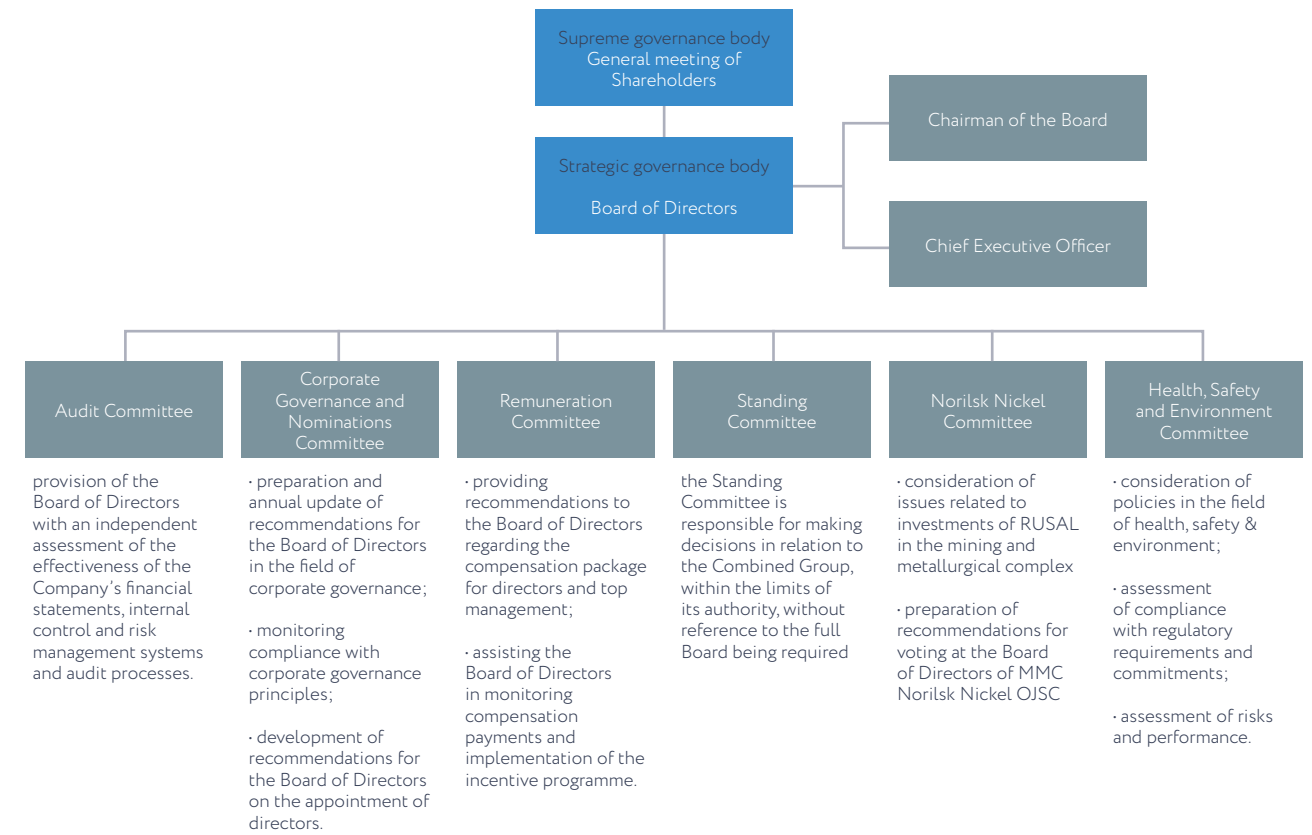 Supreme governance body
General meeting of
Shareholders
Strategic governance body
Board of Directors
Chairman of the Board
Chief Executive Officer
Audit Committee
provision of the
Board of Directors
with an independent
assessment of the
effectiveness of the
Company's financial
statements, internal
control and risk
management systems
and audit processes.
Corporate
Governance and
Nominations
Committee
· preparation and
annual update of
recommendations for
the Board of Directors
in the field of
corporate governance;
· monitoring
compliance with
corporate governance
principles;
· development of
recommendations for
the Board of Directors
on the appointment of
directors.
Remuneration
Committee
· providing
recommendations to
the Board of Directors
regarding the
compensation package
for directors and top
management;
· assisting the
Board of Directors
in monitoring
compensation
payments and
implementation of the
incentive programme.
Standing
Committee
the Standing
Committee is
responsible for making
decisions in relation to
the Combined Group,
within the limits of
its authority, without
reference to the full
Board being required
Norilsk Nickel
Committee
· consideration of
issues related to
investments of RUSAL
in the mining and
metallurgical complex
· preparation of
recommendations for
voting at the Board
of Directors of MMC
Norilsk Nickel OJSC
Health, Safety
and Environment
Committee
· consideration of
policies in the field
of health, safety &
environment;
· assessment
of compliance
with regulatory
requirements and
commitments;
· assessment of risks
and performance.